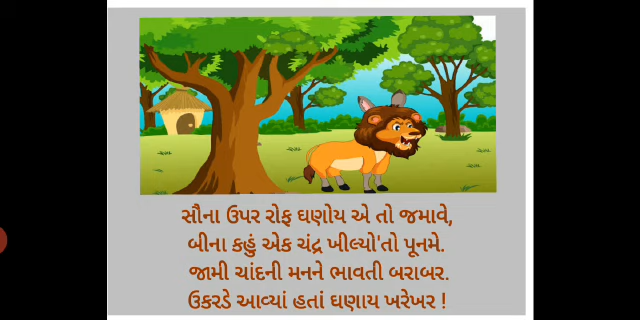 સૌના ઉપર રોફ ઘણોય એ તો જમાવે,
બીના કહું એક ચંદ્ર ખીલ્યો'તો પૂનમે.
જામી ચાંદની મનને ભાવતી બરાબર.
ઉકરડે આવ્યાં હતાં ઘણાય ખરેખર !